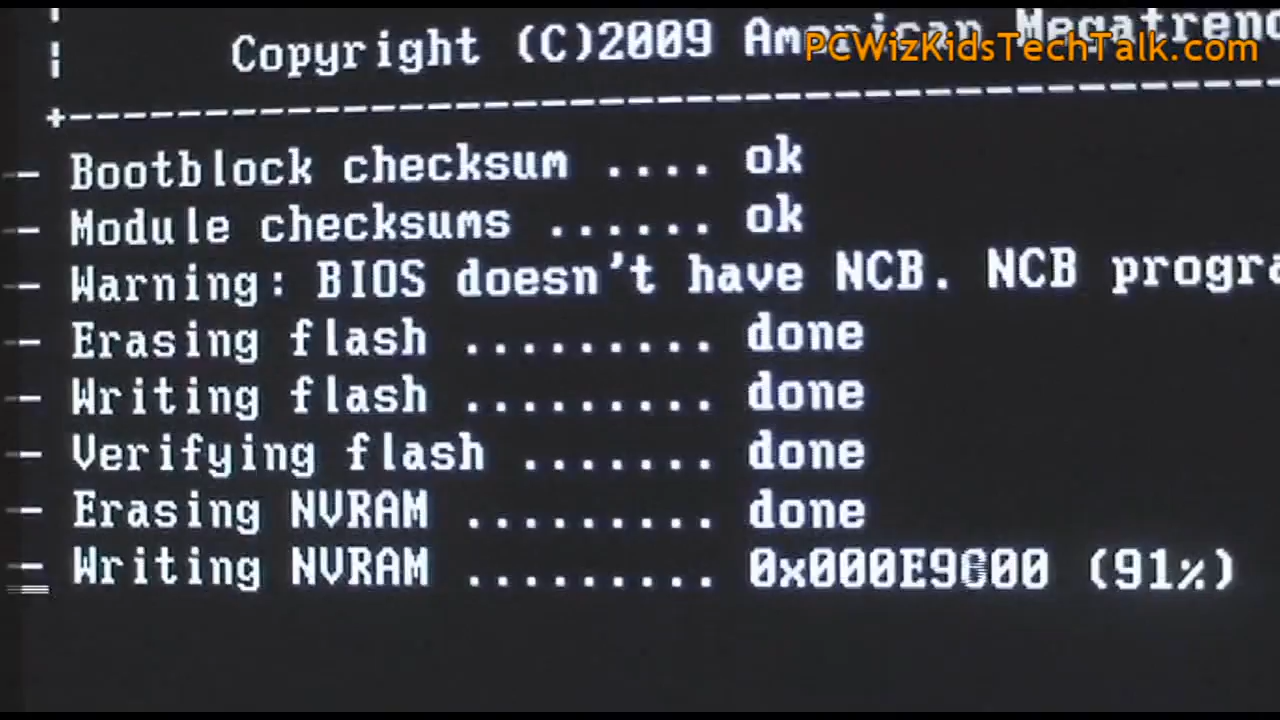 Copyright (C)2009 American Megatrend
PCWizKidsTechTalk.com
- Bootblock checksum .... ok
- Module checksums ...... ok
- Warning: BIOS doesn't have NCB. NCB progra
- Erasing flash ......... done
- Writing flash ......... done
- Verifying flash ....... done
- Erasing NVRAM ......... done
- Writing NVRAM ......... (91%)